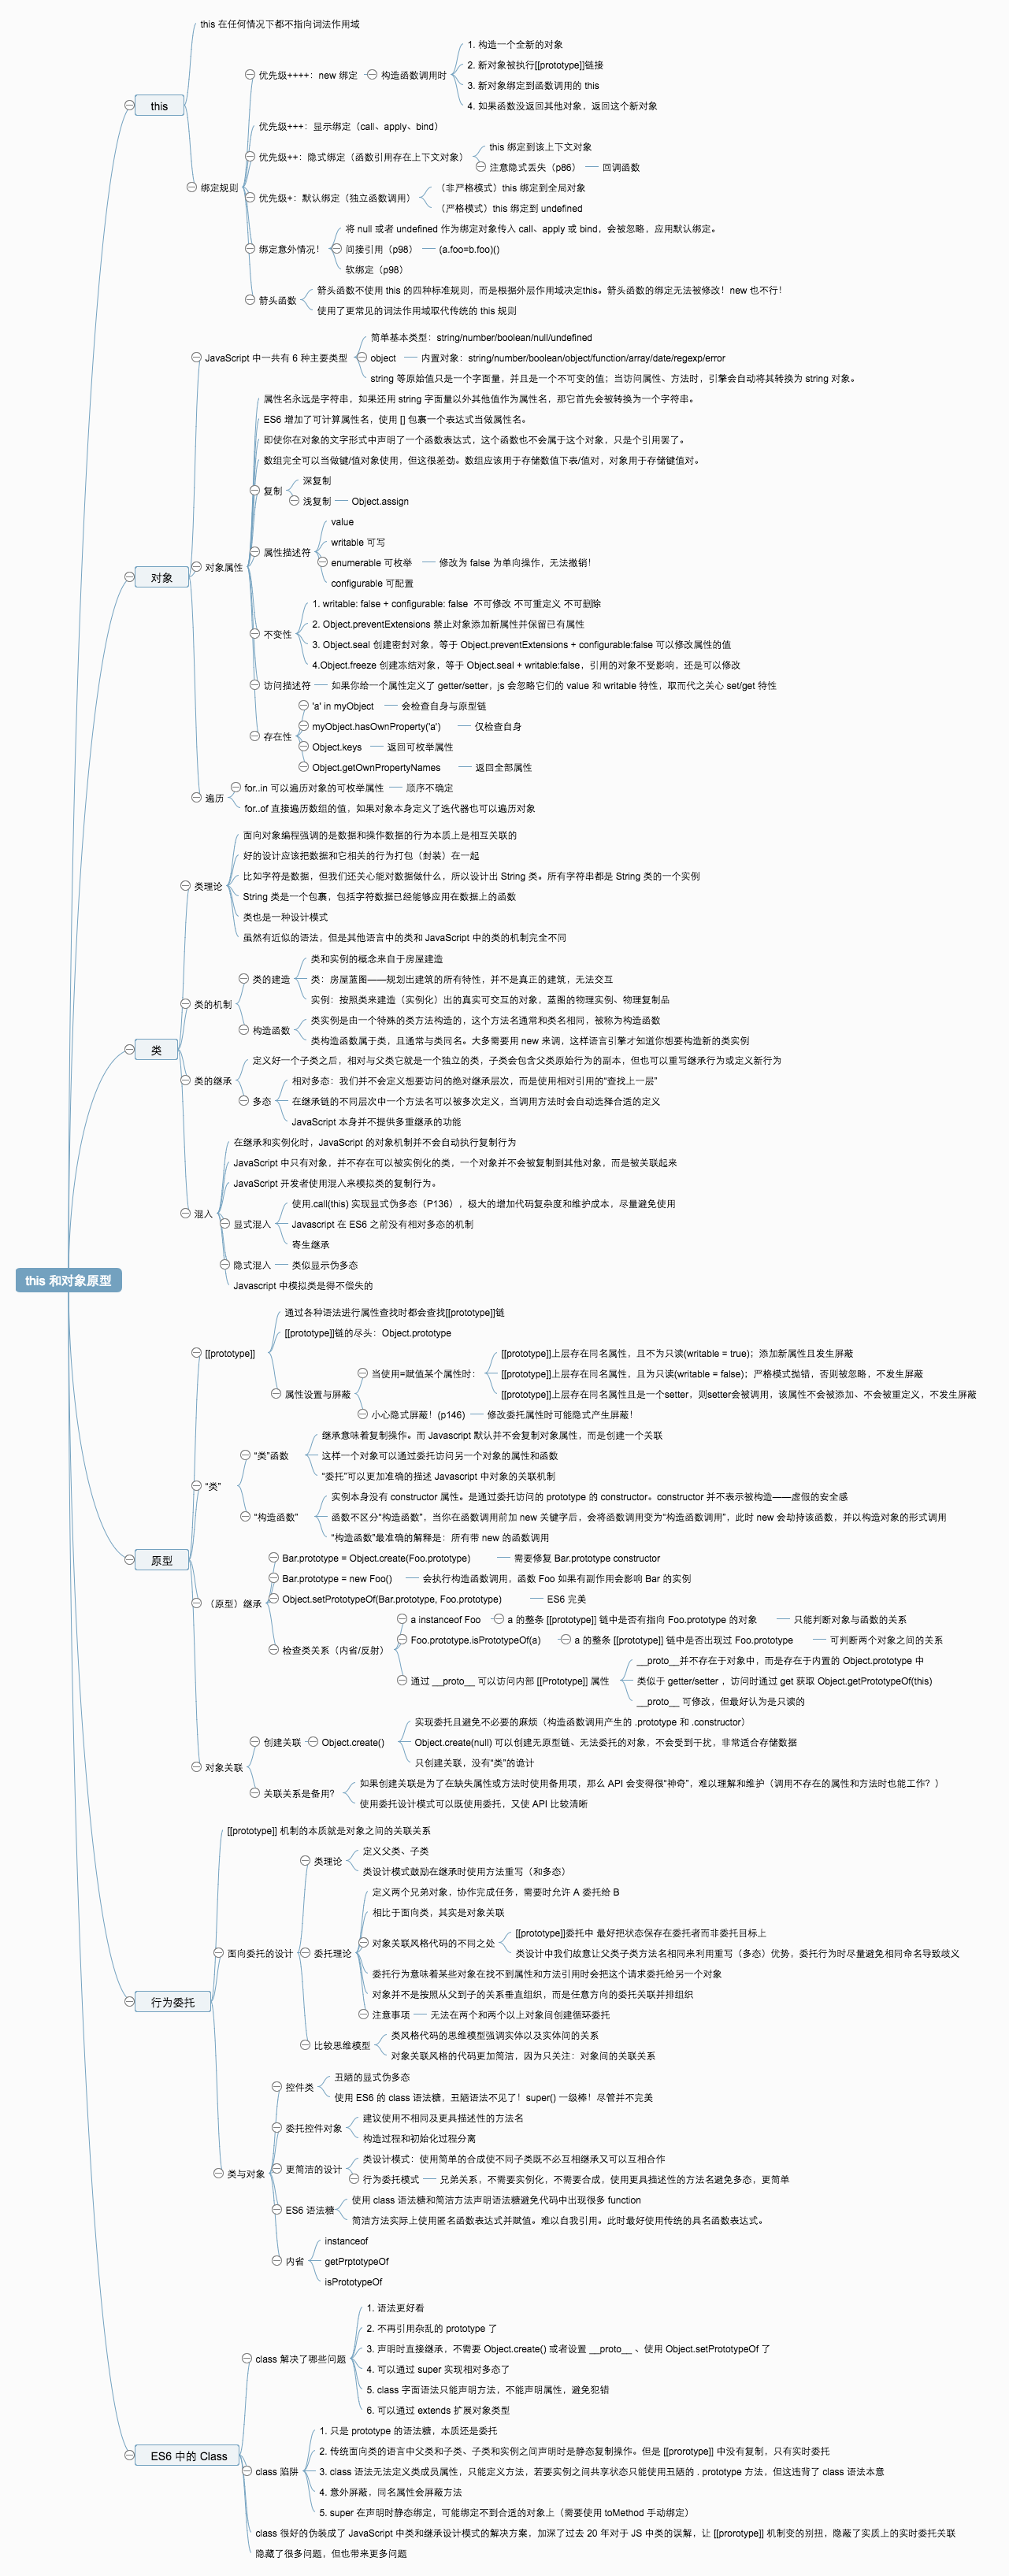 this 和对象原型
this
this 在任何情况下都不指向词法作用域
绑定规则
优先级++++：new 绑定
构造函数调用时
1. 构造一个全新的对象
2. 新对象被执行[[prototype]]链接
3. 新对象绑定到函数调用的 this
4. 如果函数没返回其他对象，返回这个新对象
优先级+++：显示绑定（call、apply、bind）
优先级++：隐式绑定（函数引用存在上下文对象）
this 绑定到该上下文对象
注意隐式丢失（p86）
回调函数
优先级+：默认绑定（独立函数调用）
（非严格模式）this 绑定到全局对象
（严格模式）this 绑定到 undefined
绑定意外情况！
将 null 或者 undefined 作为绑定对象传入 call、apply 或 bind，会被忽略，应用默认绑定。
间接引用（p98）
(a.foo=b.foo)()
软绑定（p98）
箭头函数
箭头函数不使用 this 的四种标准规则，而是根据外层作用域决定this。箭头函数的绑定无法被修改！new 也不行！
使用了更常见的词法作用域取代传统的 this 规则
对象
JavaScript 中一共有 6 种主要类型
简单基本类型：string/number/boolean/null/undefined
object
内置对象：string/number/boolean/object/function/array/date/regexp/error
string 等原始值只是一个字面量，并且是一个不可变的值；当访问属性、方法时，引擎会自动将其转换为 string 对象。
对象属性
属性名永远是字符串，如果还用 string 字面量以外其他值作为属性名，那它首先会被转换为一个字符串。
ES6 增加了可计算属性名，使用 [] 包裹一个表达式当做属性名。
即使你在对象的文字形式中声明了一个函数表达式，这个函数也不会属于这个对象，只是个引用罢了。
数组完全可以当做键/值对象使用，但这很差劲。数组应该用于存储数值下表/值对，对象用于存储键值对。
复制
深复制
浅复制
Object.assign
属性描述符
value
writable 可写
enumerable 可枚举
修改为 false 为单向操作，无法撤销！
configurable 可配置
不变性
1. writable: false + configurable: false 不可修改 不可重定义 不可删除
2. Object.preventExtensions 禁止对象添加新属性并保留已有属性
3. Object.seal 创建密封对象，等于 Object.preventExtensions + configurable:false 可以修改属性的值
4.Object.freeze 创建冻结对象，等于 Object.seal + writable:false，引用的对象不受影响，还是可以修改
访问描述符
如果你给一个属性定义了 getter/setter，js 会忽略它们的 value 和 writable 特性，取而代之关心 set/get 特性
存在性
'a' in myObject
会检查自身与原型链
myObject.hasOwnProperty('a')
仅检查自身
Object.keys
返回可枚举属性
Object.getOwnPropertyNames
返回全部属性
遍历
for..in 可以遍历对象的可枚举属性
顺序不确定
for..of 直接遍历数组的值，如果对象本身定义了迭代器也可以遍历对象
类
类理论
面向对象编程强调的是数据和操作数据的行为本质上是相互关联的
好的设计应该把数据和它相关的行为打包（封装）在一起
比如字符是数据，但我们还关心能对数据做什么，所以设计出 String 类。所有字符串都是 String 类的一个实例
String 类是一个包裹，包括字符数据已经能够应用在数据上的函数
类也是一种设计模式
虽然有近似的语法，但是其他语言中的类和 JavaScript 中的类的机制完全不同
类的机制
类的建造
类和实例的概念来自于房屋建造
类：房屋蓝图——规划出建筑的所有特性，并不是真正的建筑，无法交互
实例：按照类来建造（实例化）出的真实可交互的对象，蓝图的物理实例、物理复制品
构造函数
类实例是由一个特殊的类方法构造的，这个方法名通常和类名相同，被称为构造函数
类构造函数属于类，且通常与类同名。大多需要用 new 来调，这样语言引擎才知道你想要构造新的类实例
类的继承
定义好一个子类之后，相对与父类它就是一个独立的类，子类会包含父类原始行为的副本，但也可以重写继承行为或定义新行为
多态
相对多态：我们并不会定义想要访问的绝对继承层次，而是使用相对引用的“查找上一层”
在继承链的不同层次中一个方法名可以被多次定义，当调用方法时会自动选择合适的定义
JavaScript 本身并不提供多重继承的功能
混入
在继承和实例化时，JavaScript 的对象机制并不会自动执行复制行为
JavaScript 中只有对象，并不存在可以被实例化的类，一个对象并不会被复制到其他对象，而是被关联起来
JavaScript 开发者使用混入来模拟类的复制行为。
显式混入
使用.call(this) 实现显式伪多态（P136），极大的增加代码复杂度和维护成本，尽量避免使用
Javascript 在 ES6 之前没有相对多态的机制
寄生继承
隐式混入
类似显示伪多态
Javascript 中模拟类是得不偿失的
原型
[[prototype]]
通过各种语法进行属性查找时都会查找[[prototype]]链
[[prototype]]链的尽头：Object.prototype
属性设置与屏蔽
当使用=赋值某个属性时：
[[prototype]]上层存在同名属性，且不为只读(writable = true)；添加新属性且发生屏蔽
[[prototype]]上层存在同名属性，且为只读(writable = false)；严格模式抛错，否则被忽略，不发生屏蔽
[[prototype]]上层存在同名属性且是一个setter，则setter会被调用，该属性不会被添加、不会被重定义，不发生屏蔽
小心隐式屏蔽！(p146)
修改委托属性时可能隐式产生屏蔽！
“类”
“类”函数
继承意味着复制操作。而 Javascript 默认并不会复制对象属性，而是创建一个关联
这样一个对象可以通过委托访问另一个对象的属性和函数
“委托”可以更加准确的描述 Javascript 中对象的关联机制
“构造函数”
实例本身没有 constructor 属性。是通过委托访问的 prototype 的 constructor。constructor 并不表示被构造——虚假的安全感
函数不区分“构造函数”，当你在函数调用前加 new 关键字后，会将函数调用变为“构造函数调用”，此时 new 会劫持该函数，并以构造对象的形式调用
“构造函数”最准确的解释是：所有带 new 的函数调用
（原型）继承
Bar.prototype = Object.create(Foo.prototype)
需要修复 Bar.prototype constructor
Bar.prototype = new Foo()
会执行构造函数调用，函数 Foo 如果有副作用会影响 Bar 的实例
Object.setPrototypeOf(Bar.prototype, Foo.prototype)
ES6 完美
检查类关系（内省/反射）
a instanceof Foo
a 的整条 [[prototype]] 链中是否有指向 Foo.prototype 的对象
只能判断对象与函数的关系
Foo.prototype.isPrototypeOf(a)
a 的整条 [[prototype]] 链中是否出现过 Foo.prototype
可判断两个对象之间的关系
通过 __proto__ 可以访问内部 [[Prototype]] 属性
__proto__并不存在于对象中，而是存在于内置的 Object.prototype 中
类似于 getter/setter ，访问时通过 get 获取 Object.getPrototypeOf(this)
__proto__ 可修改，但最好认为是只读的
对象关联
创建关联
Object.create()
实现委托且避免不必要的麻烦（构造函数调用产生的 .prototype 和 .constructor）
Object.create(null) 可以创建无原型链、无法委托的对象，不会受到干扰，非常适合存储数据
只创建关联，没有“类”的诡计
关联关系是备用？
如果创建关联是为了在缺失属性或方法时使用备用项，那么 API 会变得很“神奇”，难以理解和维护（调用不存在的属性和方法时也能工作？）
使用委托设计模式可以既使用委托，又使 API 比较清晰
行为委托
[[prototype]] 机制的本质就是对象之间的关联关系
面向委托的设计
类理论
定义父类、子类
类设计模式鼓励在继承时使用方法重写（和多态）
委托理论
定义两个兄弟对象，协作完成任务，需要时允许 A 委托给 B
相比于面向类，其实是对象关联
对象关联风格代码的不同之处
[[prototype]]委托中 最好把状态保存在委托者而非委托目标上
类设计中我们故意让父类子类方法名相同来利用重写（多态）优势，委托行为时尽量避免相同命名导致歧义
委托行为意味着某些对象在找不到属性和方法引用时会把这个请求委托给另一个对象
对象并不是按照从父到子的关系垂直组织，而是任意方向的委托关联并排组织
注意事项
无法在两个和两个以上对象间创建循环委托
比较思维模型
类风格代码的思维模型强调实体以及实体间的关系
对象关联风格的代码更加简洁，因为只关注：对象间的关联关系
类与对象
控件类
丑陋的显式伪多态
使用 ES6 的 class 语法糖，丑陋语法不见了！super() 一级棒！尽管并不完美
委托控件对象
建议使用不相同及更具描述性的方法名
构造过程和初始化过程分离
更简洁的设计
类设计模式：使用简单的合成使不同子类既不必互相继承又可以互相合作
行为委托模式
兄弟关系，不需要实例化，不需要合成，使用更具描述性的方法名避免多态，更简单
ES6 语法糖
使用 class 语法糖和简洁方法声明语法糖避免代码中出现很多 function
简洁方法实际上使用匿名函数表达式并赋值。难以自我引用。此时最好使用传统的具名函数表达式。
内省
instanceof
getPrptotypeOf
isPrototypeOf
ES6 中的 Class
class 解决了哪些问题
1. 语法更好看
2. 不再引用杂乱的 prototype 了
3. 声明时直接继承，不需要 Object.create() 或者设置 __proto__ 、使用 Object.setPrototypeOf 了
4. 可以通过 super 实现相对多态了
5. class 字面语法只能声明方法，不能声明属性，避免犯错
6. 可以通过 extends 扩展对象类型
class 陷阱
1. 只是 prototype 的语法糖，本质还是委托
2. 传统面向类的语言中父类和子类、子类和实例之间声明时是静态复制操作。但是 [[prorotype]] 中没有复制，只有实时委托
3. class 语法无法定义类成员属性，只能定义方法，若要实例之间共享状态只能使用丑陋的 . prototype 方法，但这违背了 class 语法本意
4. 意外屏蔽，同名属性会屏蔽方法
5. super 在声明时静态绑定，可能绑定不到合适的对象上（需要使用 toMethod 手动绑定）
class 很好的伪装成了 JavaScript 中类和继承设计模式的解决方案，加深了过去 20 年对于 JS 中类的误解，让 [[prorotype]] 机制变的别扭，隐蔽了实质上的实时委托关联
隐藏了很多问题，但也带来更多问题